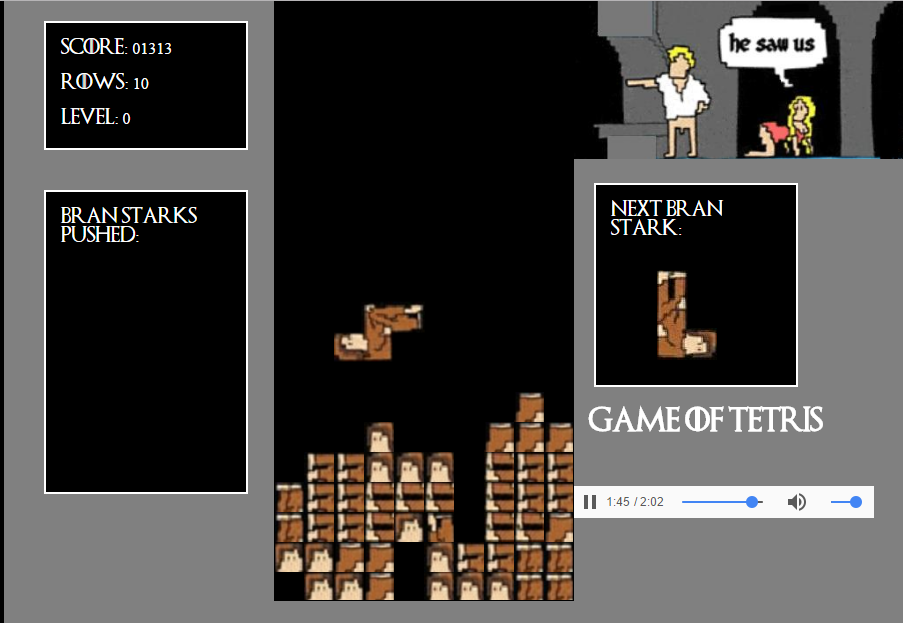 SCORE: 01313
ROWS: 10
LEVEL: 0
BRAN STARKS
PUSHED:
he saw us
NEXT BRAN
STARK:
GAME OF TETRIS
1:45 / 2:02